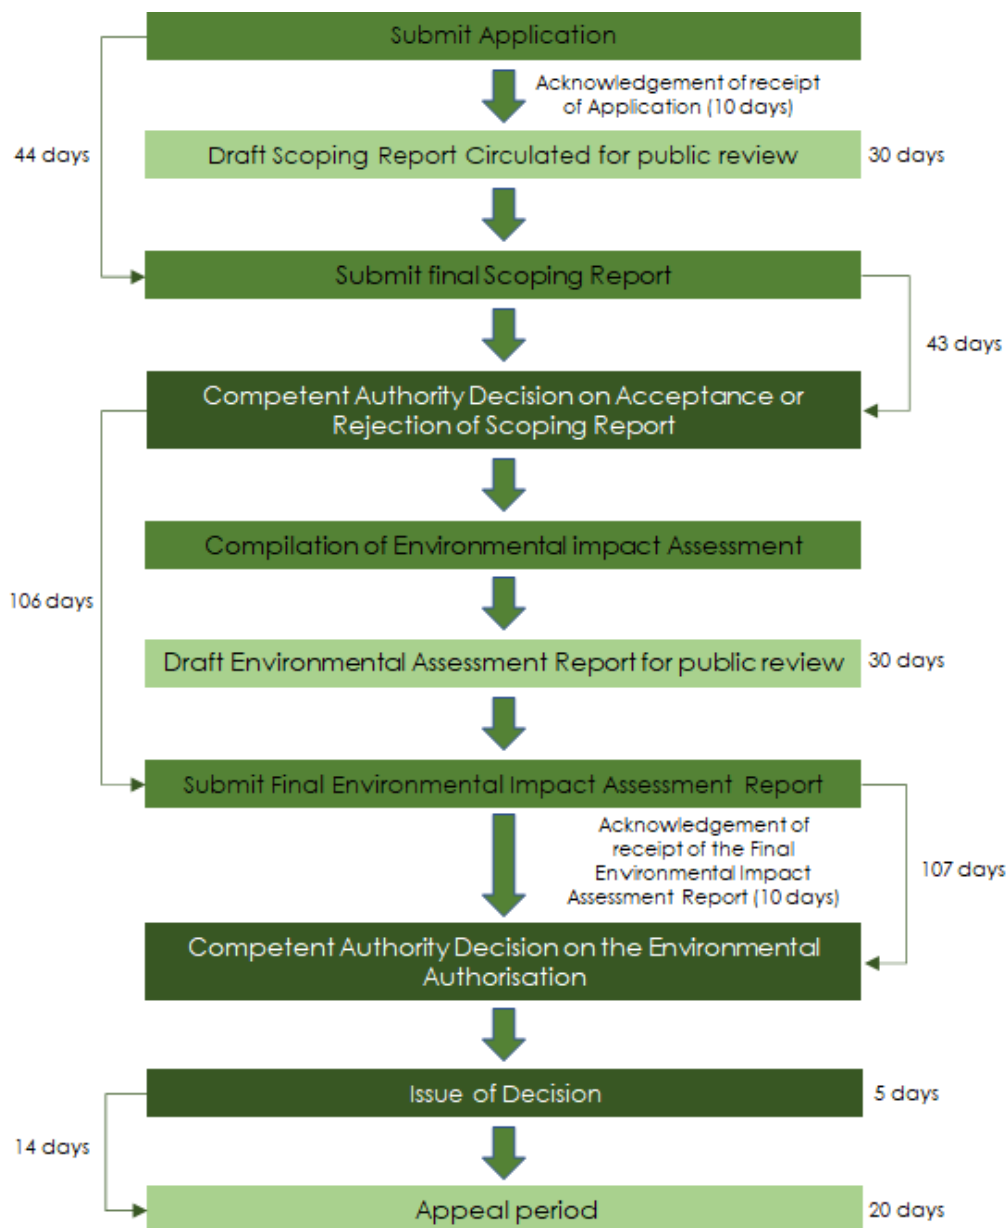 Submit Application
Acknowledgement of receipt
of Application (10 days)
44 days
Draft Scoping Report Circulated for public review
30 days
Submit final Scoping Report
43 days
Competent Authority Decision on Acceptance or
Rejection of Scoping Report
Compilation of Environmental impact Assessment
106 days
Draft Environmental Assessment Report for public review
30 days
Submit Final Environmental Impact Assessment Report
Acknowledgement of
receipt of the Final
Environmental Impact
Assessment Report (10 days)
107 days
Competent Authority Decision on the Environmental
Authorisation
Issue of Decision
5 days
14 days
Appeal period
20 days